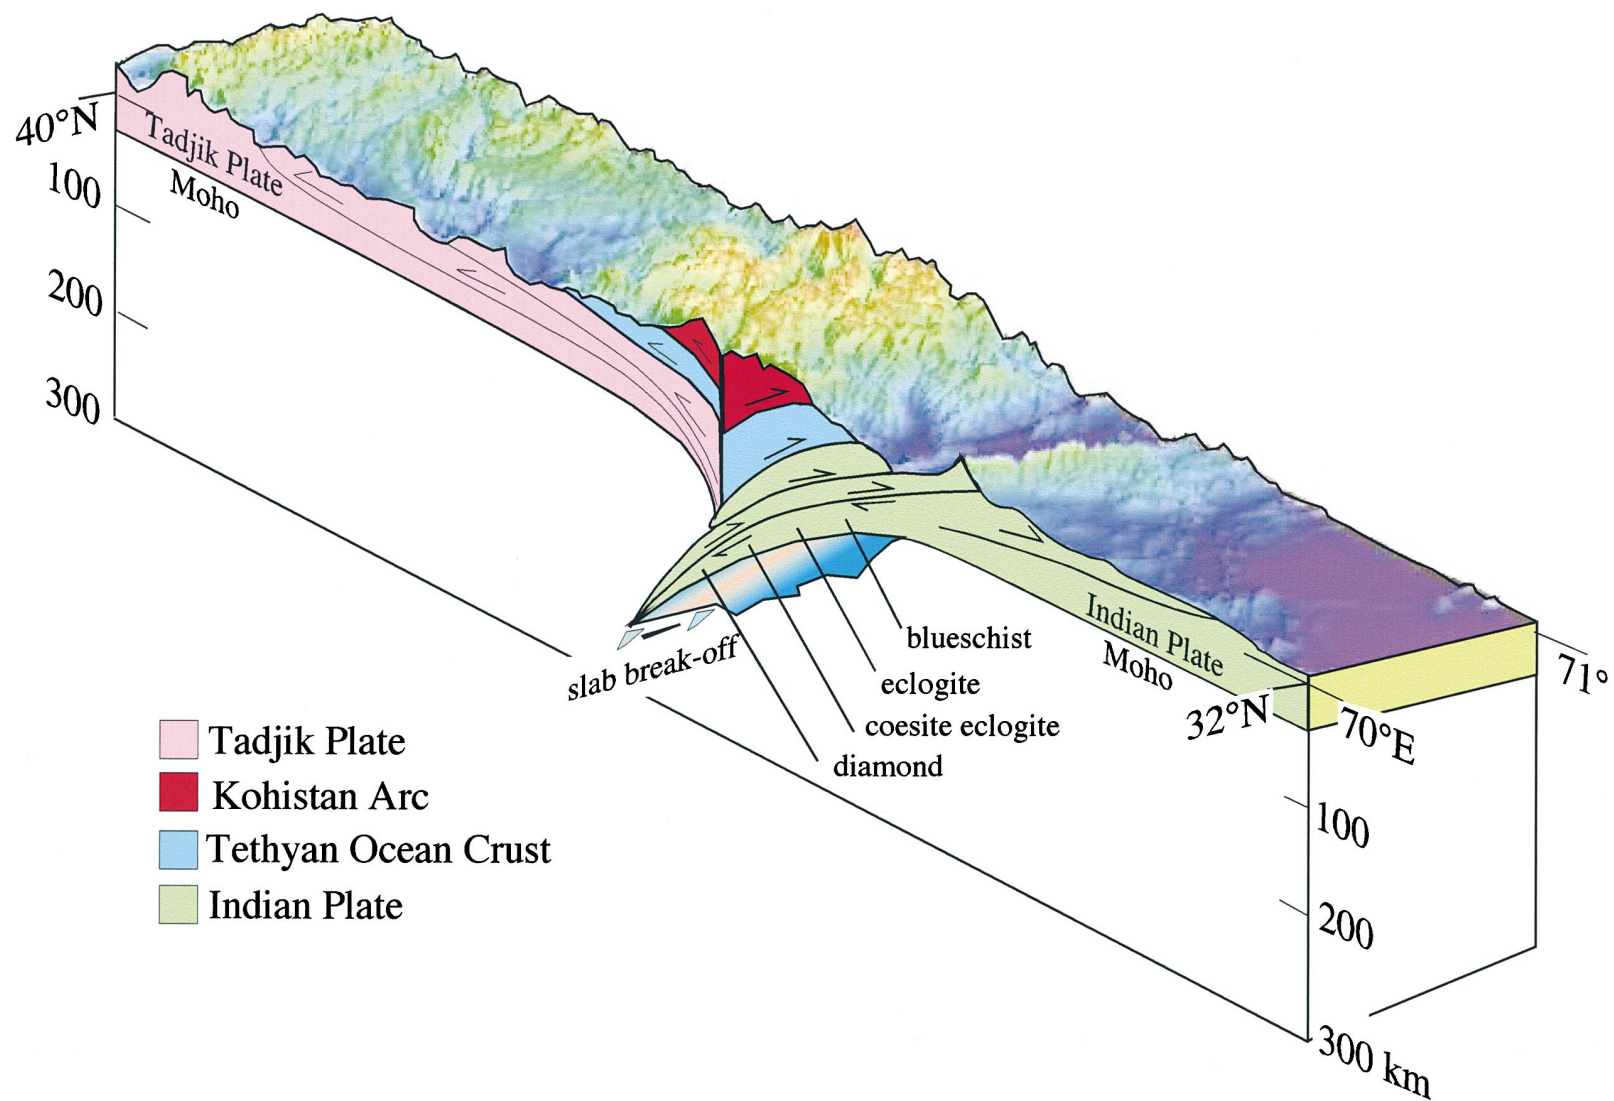 40°N
100
200
300
Tadjik Plate
Moho
slab break-off
blueschist
eclogite
coesite eclogite
diamond
Indian Plate
Moho
32°N
70°E
71°
100
200
300 km
Tadjik Plate
Kohistan Arc
Tethyan Ocean Crust
Indian Plate